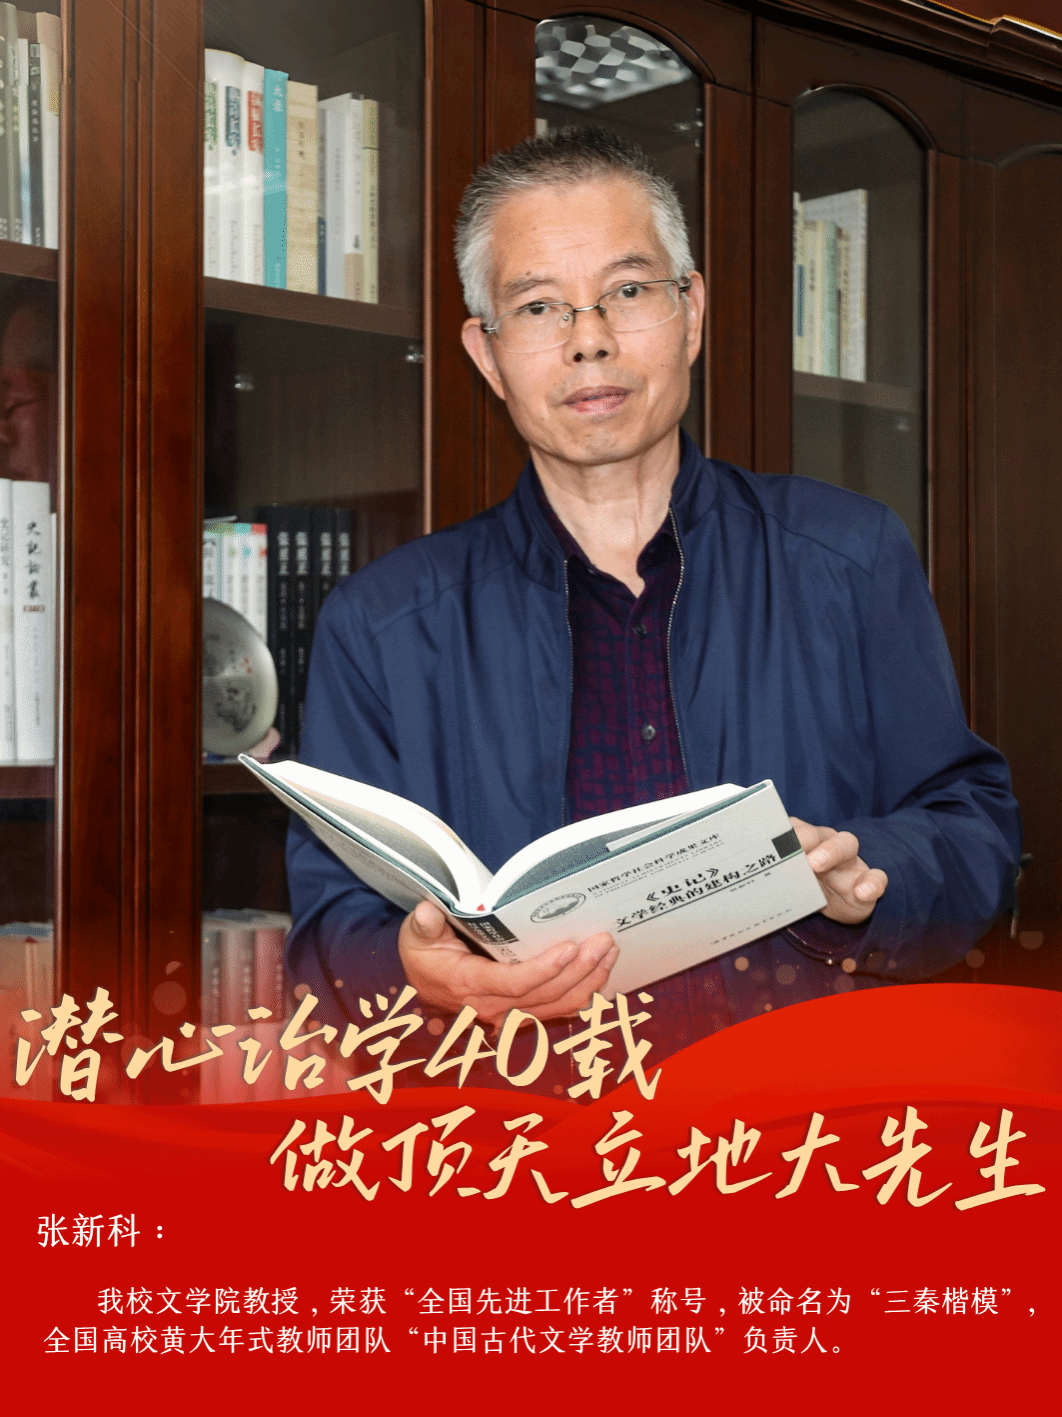 史記論叢
国家哲学社会科学成果文库
文学经典的建构之路
《史记》
潜心治学40载
做顶天立地大先生
张新科：
我校文学院教授，荣获“全国先进工作者”称号，被命名为“三秦楷模”，
全国高校黄大年式教师团队“中国古代文学教师团队”负责人。